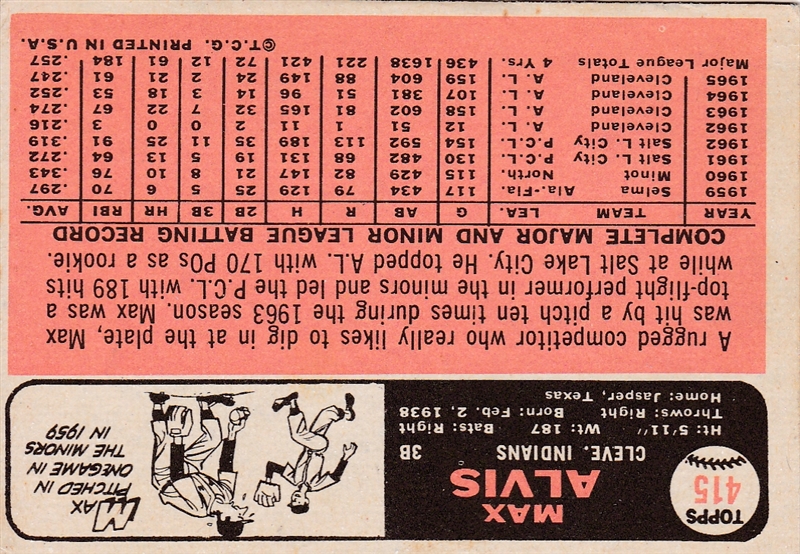 TOPPS
415
MAX
ALVIS
CLEVE. INDIANS 3B
Ht: 5'11" Wt: 187 Bats: Right
Throws: Right Born: Feb. 2, 1938
Home: Jasper, Texas
MAX
PITCHED IN
ONEGAME IN
THE MINORS
IN 1959
A rugged competitor who really likes to dig in at the plate, Max
was hit by a pitch ten times during the 1963 season. Max was a
top-flight performer in the minors and led the P.C.L. with 189 hits
while at Salt Lake City. He topped A.L. with 170 POs as a rookie.
COMPLETE MAJOR AND MINOR LEAGUE BATTING RECORD
YEAR TEAM LEA. G AB R H 2B 3B HR RBI AVG.
1959 Selma Ala.-Fla. 117 434 79 129 25 5 6 70 .297
1960 Minot North. 115 429 82 147 21 8 10 76 .343
1961 Salt L. City P.C.L. 130 482 68 131 19 5 13 64 .272
1962 Salt L. City P.C.L. 154 592 113 189 35 11 25 91 .319
1962 Cleveland A. L. 12 51 1 11 2 0 0 3 .216
1963 Cleveland A. L. 158 602 81 165 32 7 22 67 .274
1964 Cleveland A. L. 107 381 51 96 14 3 18 53 .252
1965 Cleveland A. L. 159 604 88 149 24 2 21 61 .247
Major League Totals 4 Yrs. 436 1638 221 421 72 12 61 184 .257
©T.C.G. PRINTED IN U.S.A.